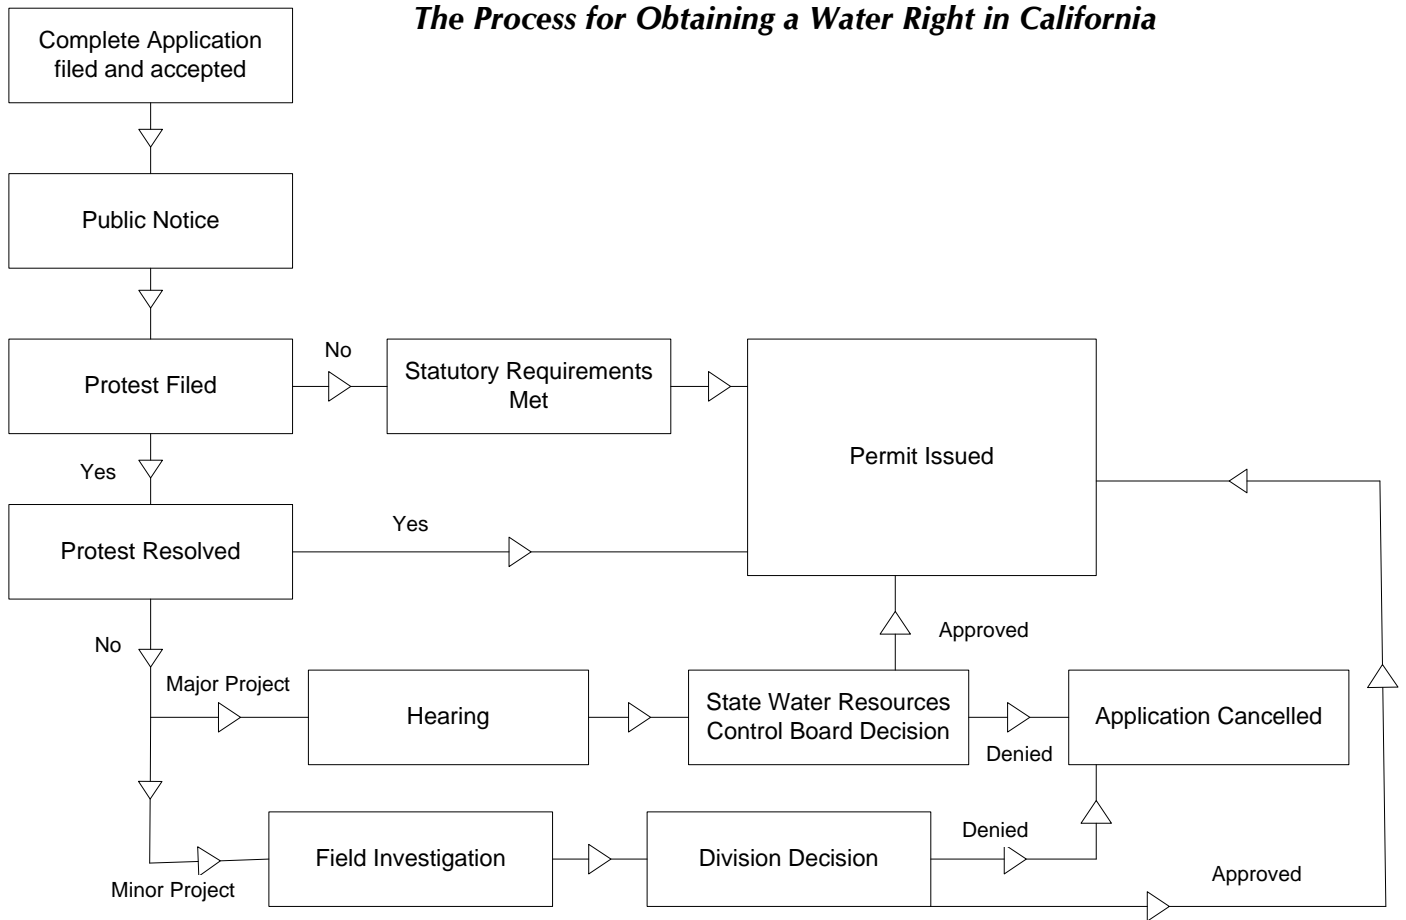 The Process for Obtaining a Water Right in California
Complete Application
filed and accepted
Public Notice
Protest Filed
No
Statutory Requirements
Met
Permit Issued
Yes
Protest Resolved
Yes
No
Major Project
Hearing
State Water Resources
Control Board Decision
Approved
Denied
Application Cancelled
Minor Project
Field Investigation
Division Decision
Denied
Approved